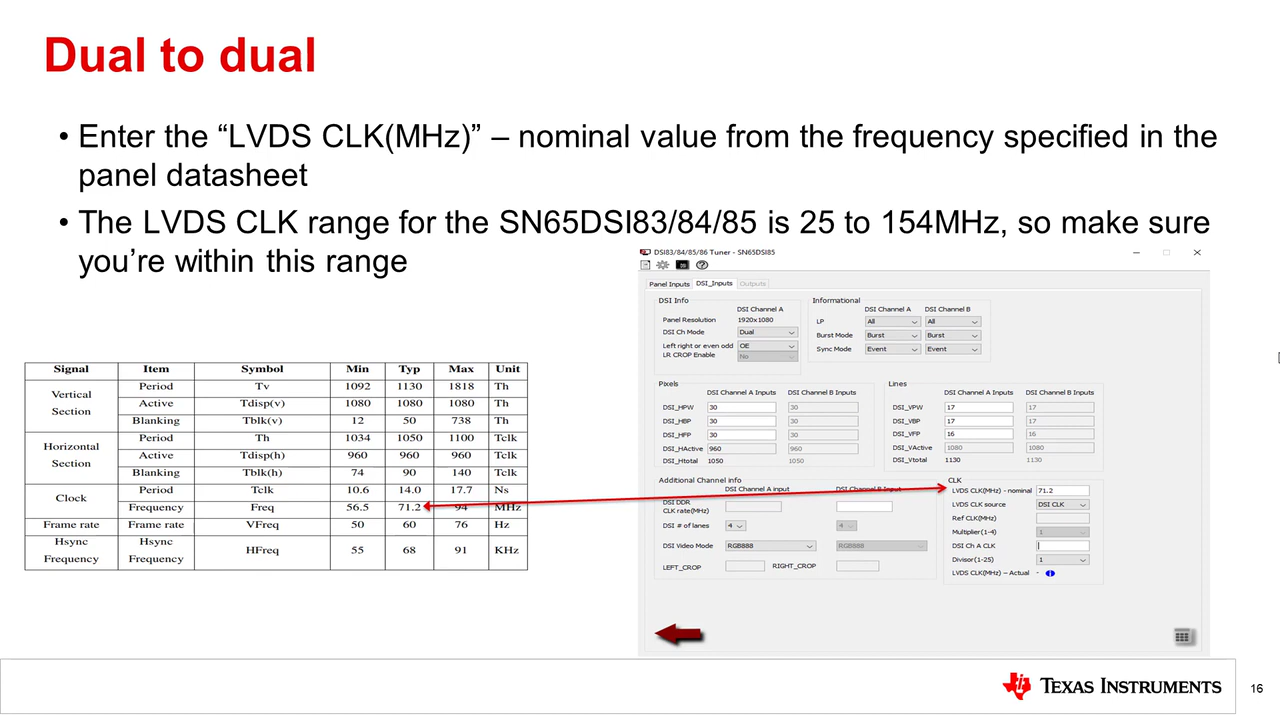 Dual to dual
• Enter the “LVDS CLK(MHz)” – nominal value from the frequency specified in the
panel datasheet
• The LVDS CLK range for the SN65DSI83/84/85 is 25 to 154MHz, so make sure
you’re within this range
Signal Item Symbol Min Typ Max Unit
Vertical Section
Period Tv 1092 1130 1818 Th
Active Tdisp(v) 1080 1080 1080 Th
Blanking Tblk(v) 12 50 738 Th
Horizontal Section
Period Th 1034 1050 1100 Tclk
Active Tdisp(h) 960 960 960 Tclk
Blanking Tblk(h) 74 90 140 Tclk
Clock
Period Tclk 10.6 14.0 17.7 Ns
Frequency Freq 56.5 71.2 94 MHz
Frame rate Frame rate VFreq 50 60 76 Hz
Hsync Frequency Hsync Frequency HFreq 55 68 91 KHz
DSI83/84/85/86 Tuner - SN65DSI85
Panel Inputs DSI_Inputs Outputs
DSI Info
DSI Channel A
Panel Resolution 1920x1080
DSI Ch Mode Dual
Left right or even odd OE
LR CROP Enable No
Informational
DSI Channel A DSI Channel B
LP All All
Burst Mode Burst Burst
Sync Mode Event Event
Pixels
DSI Channel A Inputs DSI Channel B Inputs
DSI_HPW 30 30
DSI_HBP 30 30
DSI_HFP 30 30
DSI_HActive 960 960
DSI_Htotal 1050 1050
Lines
DSI Channel A Inputs DSI Channel B Inputs
DSI_VPW 17 17
DSI_VBP 17 17
DSI_VFP 16 16
DSI_VActive 1080 1080
DSI_Vtotal 1130 1130
Additional Channel info
DSI Channel A input DSI Channel B Input
DSI DDR
CLK rate(MHz)
DSI # of lanes 4 4
DSI Video Mode RGB888 RGB888
LEFT_CROP RIGHT_CROP
CLK
LVDS CLK(MHz) - nominal 71.2
LVDS CLK source DSI CLK
Ref CLK(MHz)
Multiplier(1-4) 1
DSI Ch A CLK
Divisor(1-25) 1
LVDS CLK(MHz) – Actual -
TEXAS INSTRUMENTS
16